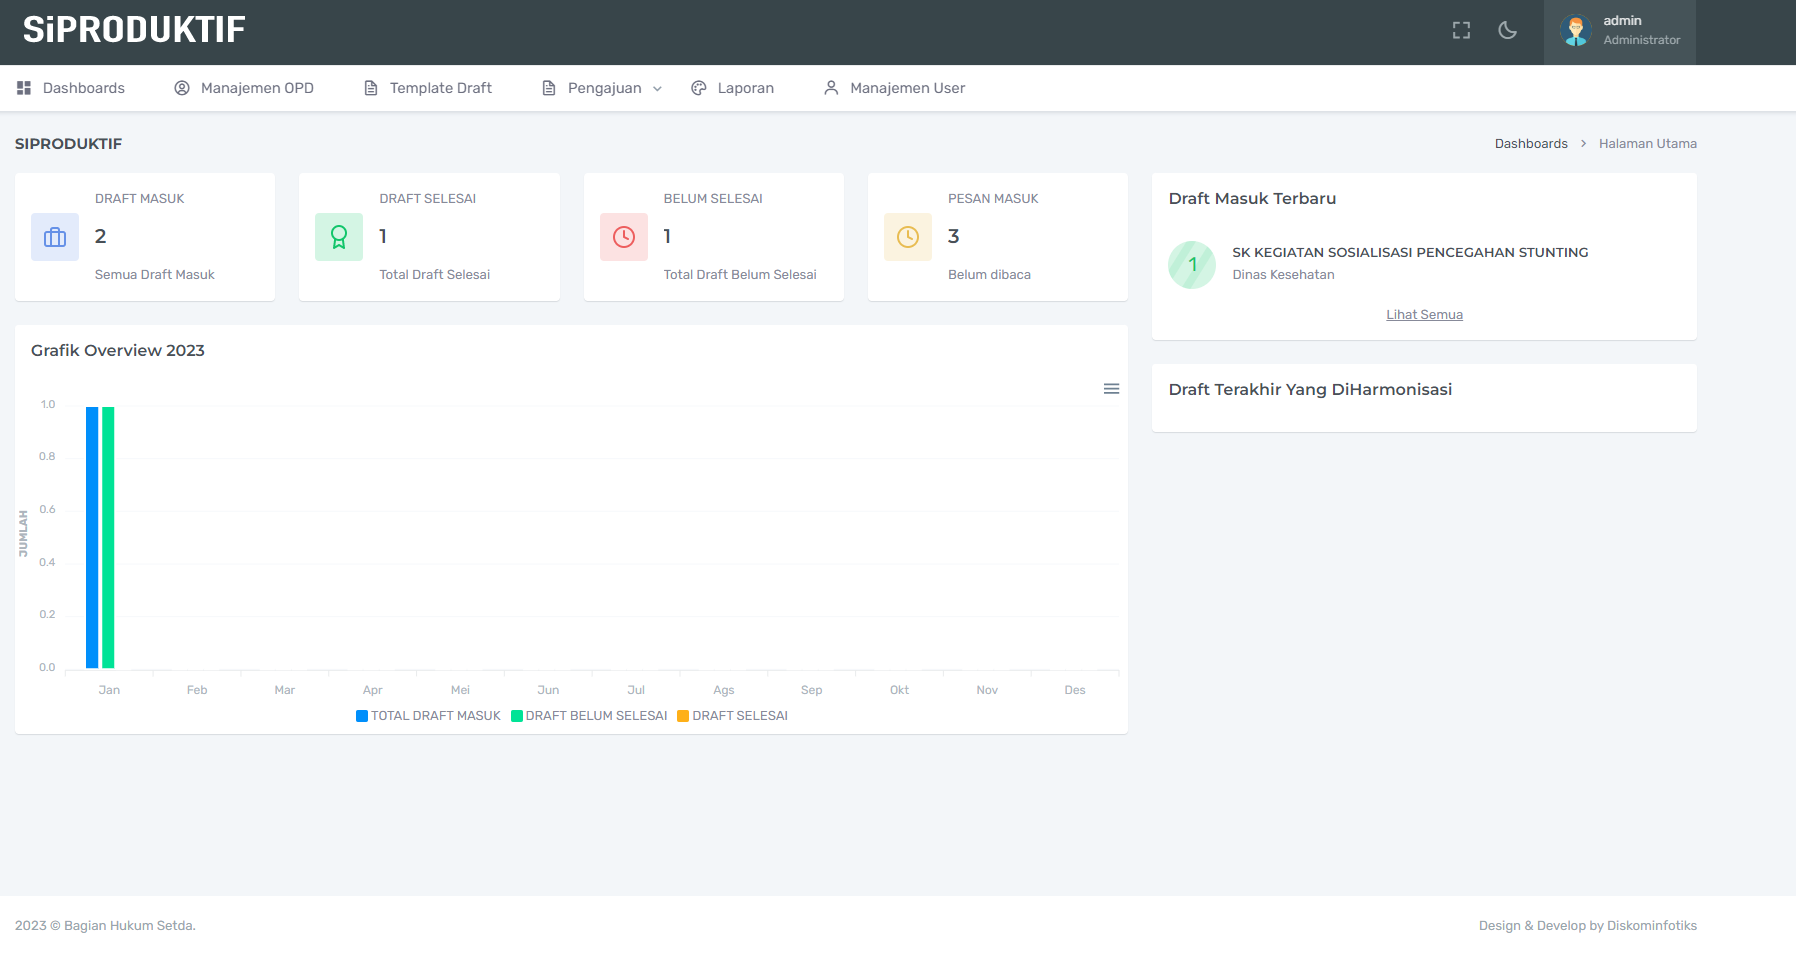 SiPRODUKTIF
admin
Administrator
Dashboards
Manajemen OPD
Template Draft
Pengajuan
Laporan
Manajemen User
SIPRODUKTIF
Dashboards
Halaman Utama
DRAFT MASUK
2
Semua Draft Masuk
DRAFT SELESAI
1
Total Draft Selesai
BELUM SELESAI
1
Total Draft Belum Selesai
PESAN MASUK
3
Belum dibaca
Draft Masuk Terbaru
1
SK KEGIATAN SOSIALISASI PENCEGAHAN STUNTING
Dinas Kesehatan
Lihat Semua
Draft Terakhir Yang DiHarmonisasi
Grafik Overview 2023
JUMLAH
1.0
0.8
0.6
0.4
0.2
0.0
Jan Feb Mar Apr Mei Jun Jul Ags Sep Okt Nov Des
TOTAL DRAFT MASUK DRAFT BELUM SELESAI DRAFT SELESAI
2023 © Bagian Hukum Setda.
Design & Develop by Diskominfotiks